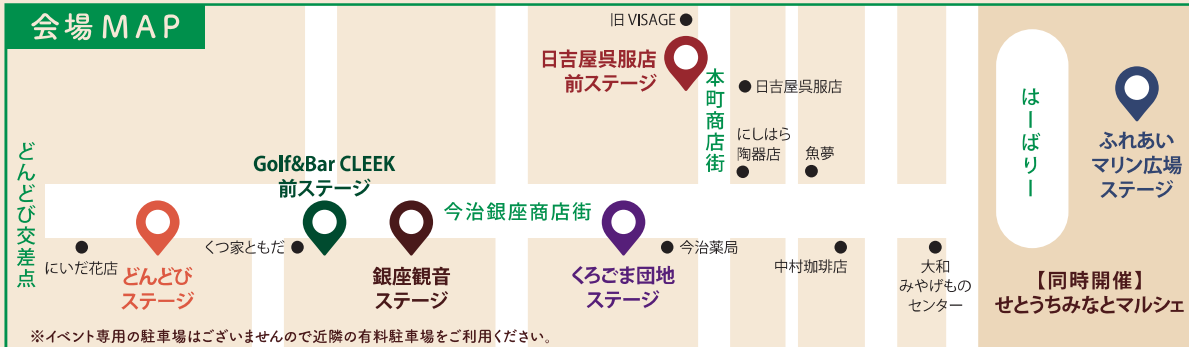 会場MAP
旧 VISAGE
日吉屋呉服店
前ステージ
本町商店街
日吉屋呉服店
にしはら
陶器店
魚夢
はーばりー
ふれあい
マリン広場
ステージ
どんどび交差点
Golf&Bar CLEEK
前ステージ
今治銀座商店街
にいだ花店
どんどび
ステージ
くつ家ともだ
銀座観音
ステージ
くろごま団地
ステージ
今治薬局
中村珈琲店
大和
みやげもの
センター
【同時開催】
せとうちみなとマルシェ
※イベント専用の駐車場はございませんので近隣の有料駐車場をご利用ください。